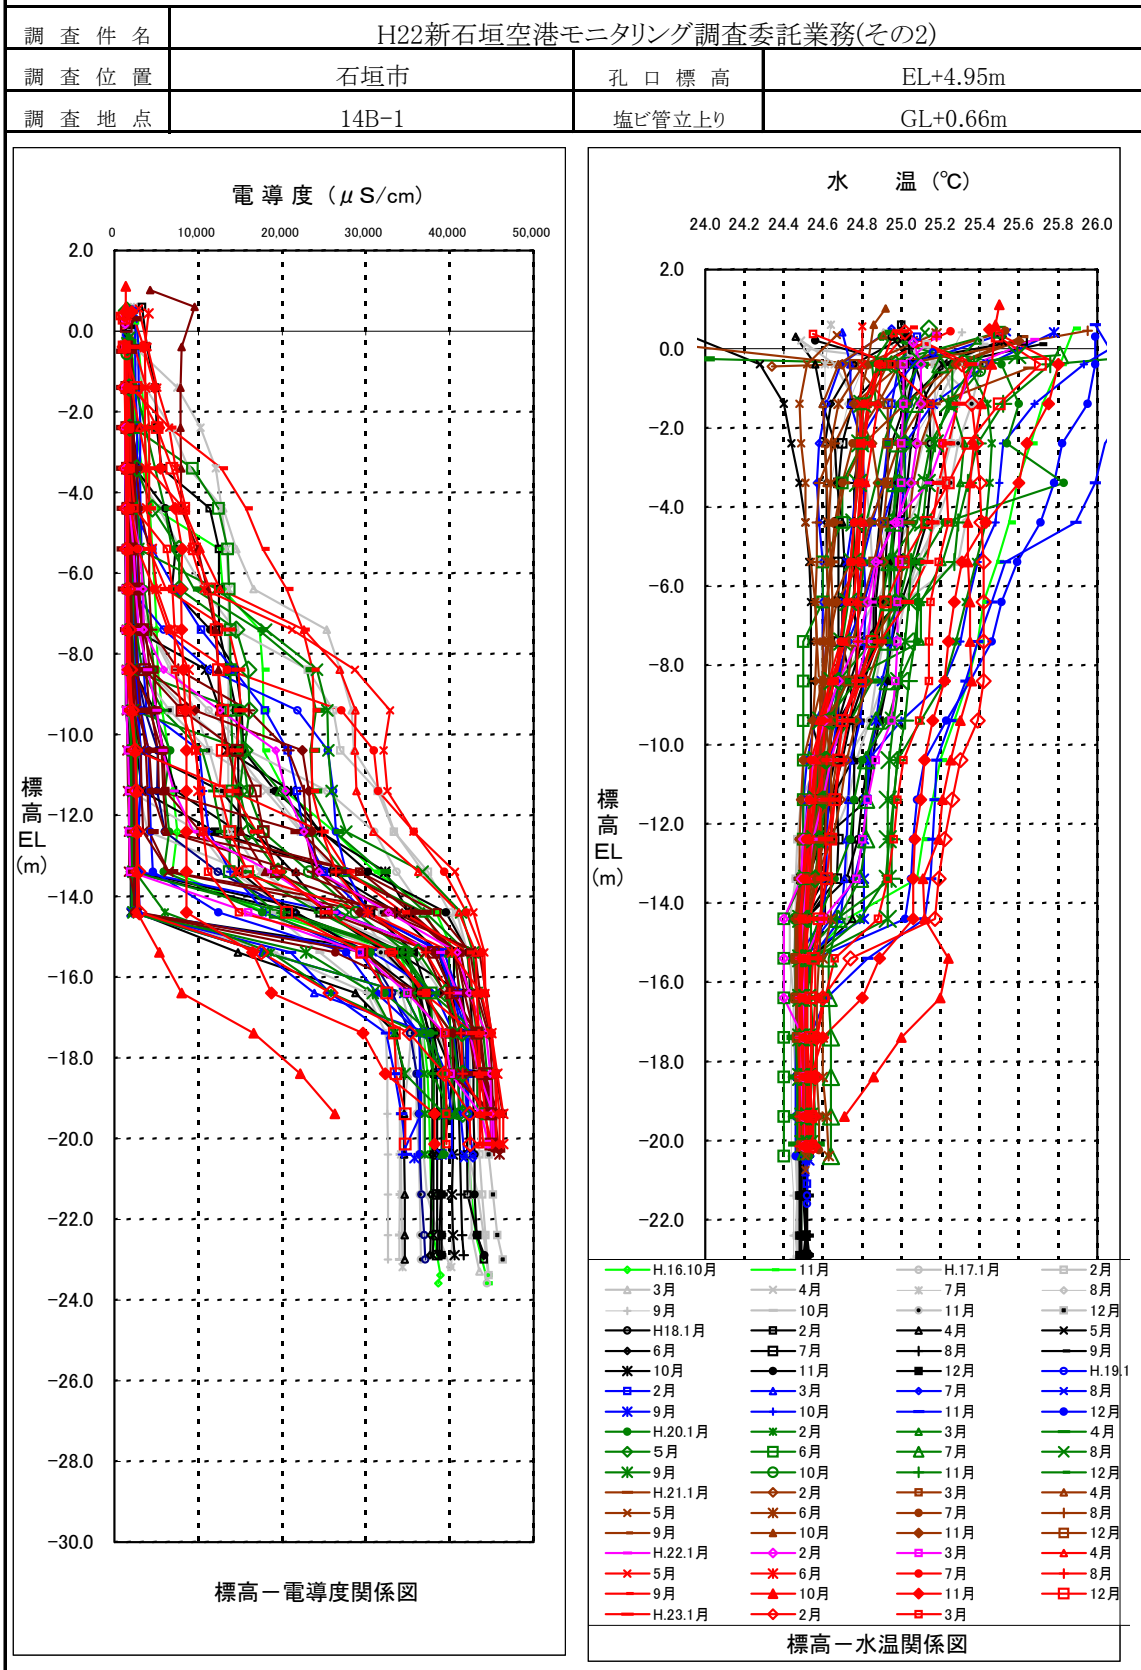 調査件名 H22新石垣空港モニタリング調査委託業務(その2)
調査位置 石垣市 孔口標高 EL+4.95m
調査地点 14B-1 塩ビ管立上り GL+0.66m
電導度 (μS/cm)
0 10,000 20,000 30,000 40,000 50,000
2.0
0.0
-2.0
-4.0
-6.0
-8.0
-10.0
-12.0
-14.0
-16.0
-18.0
-20.0
-22.0
-24.0
-26.0
-28.0
-30.0
標高EL(m)
標高－電導度関係図
水 温 (℃)
24.0 24.2 24.4 24.6 24.8 25.0 25.2 25.4 25.6 25.8 26.0
2.0
0.0
-2.0
-4.0
-6.0
-8.0
-10.0
-12.0
-14.0
-16.0
-18.0
-20.0
-22.0
標高EL(m)
H.16.10月 11月 H.17.1月 2月
3月 4月 7月 8月
9月 10月 11月 12月
H18.1月 2月 4月 5月
6月 7月 8月 9月
10月 11月 12月 H.19.1
2月 3月 7月 8月
9月 10月 11月 12月
H.20.1月 2月 3月 4月
5月 6月 7月 8月
9月 10月 11月 12月
H.21.1月 2月 3月 4月
5月 6月 7月 8月
9月 10月 11月 12月
H.22.1月 2月 3月 4月
5月 6月 7月 8月
9月 10月 11月 12月
H.23.1月 2月 3月
標高－水温関係図